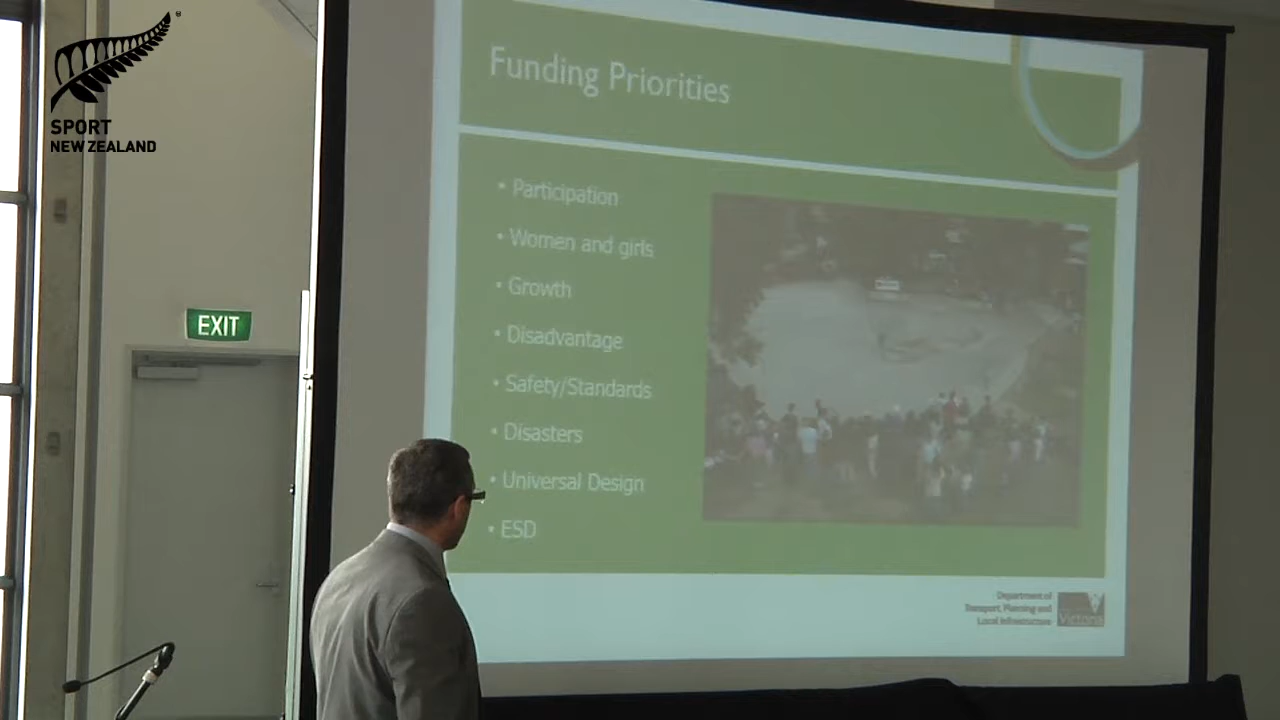 SPORT
NEW ZEALAND
EXIT
Funding Priorities
• Participation
• Women and girls
• Growth
• Disadvantage
• Safety/Standards
• Disasters
• Universal Design
• ESD
Department of
Transport, Planning and
Local Infrastructure
Victoria